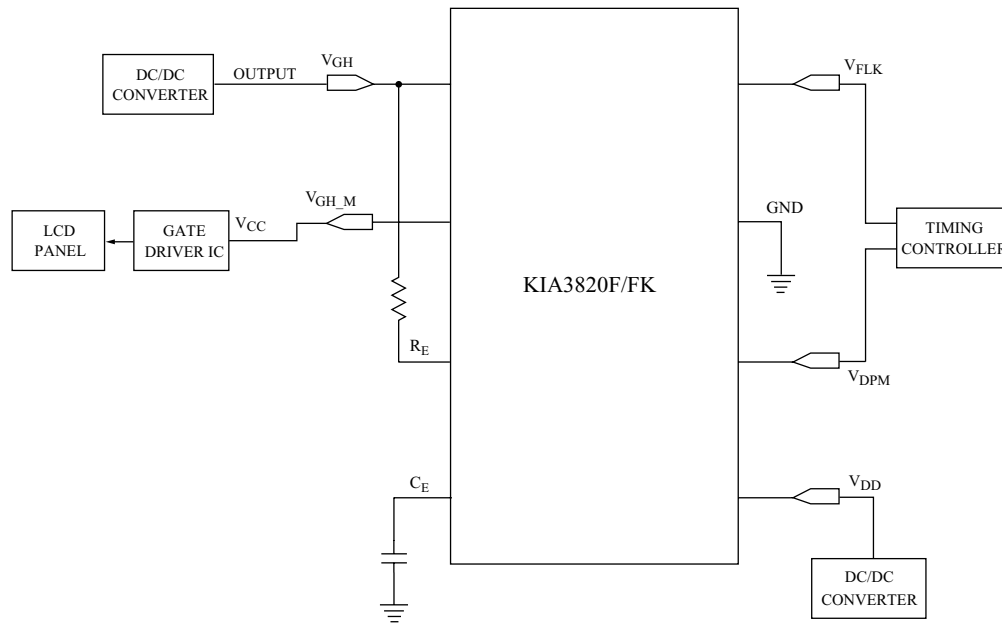 DC/DC
CONVERTER
OUTPUT
VGH
VFLK
LCD
PANEL
GATE
DRIVER IC
VCC
VGH_M
GND
TIMING
CONTROLLER
KIA3820F/FK
RE
VDPM
CE
VDD
DC/DC
CONVERTER